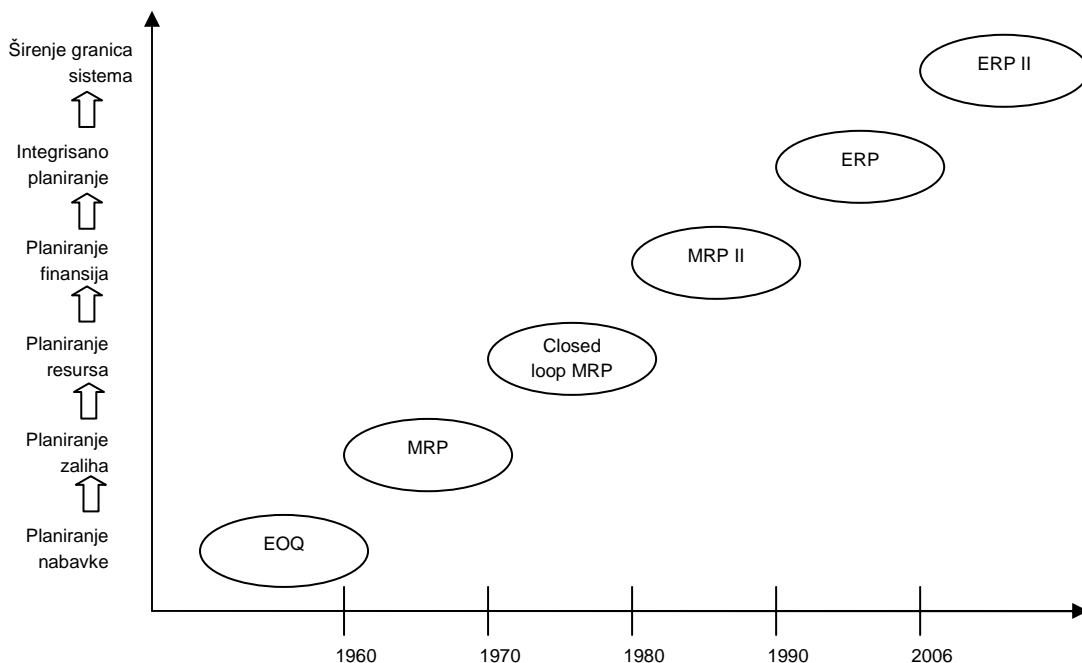 Širenje granica
sistema
ERP II
Integrisano
planiranje
ERP
Planiranje
finansija
MRP II
Planiranje
resursa
Closed
loop MRP
Planiranje
zaliha
MRP
Planiranje
nabavke
EOQ
1960
1970
1980
1990
2006